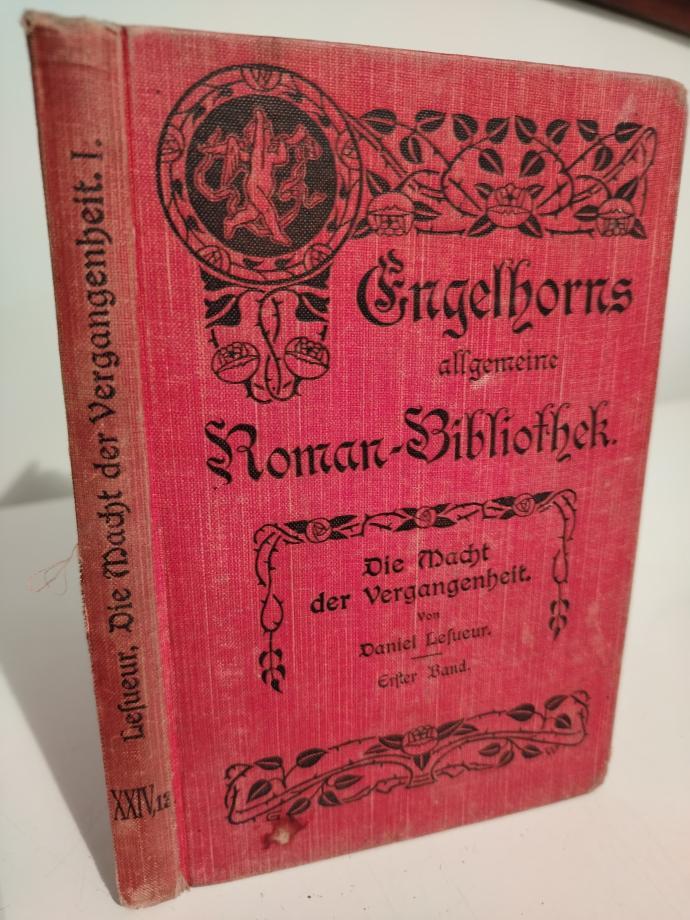 Lesueur, Die Macht der Vergangenheit. I.
XXIV,12
Engelhorns
allgemeine
Roman-Bibliothek.
Die Macht
der Vergangenheit.
Von
Daniel Lesueur.
Erster Band.